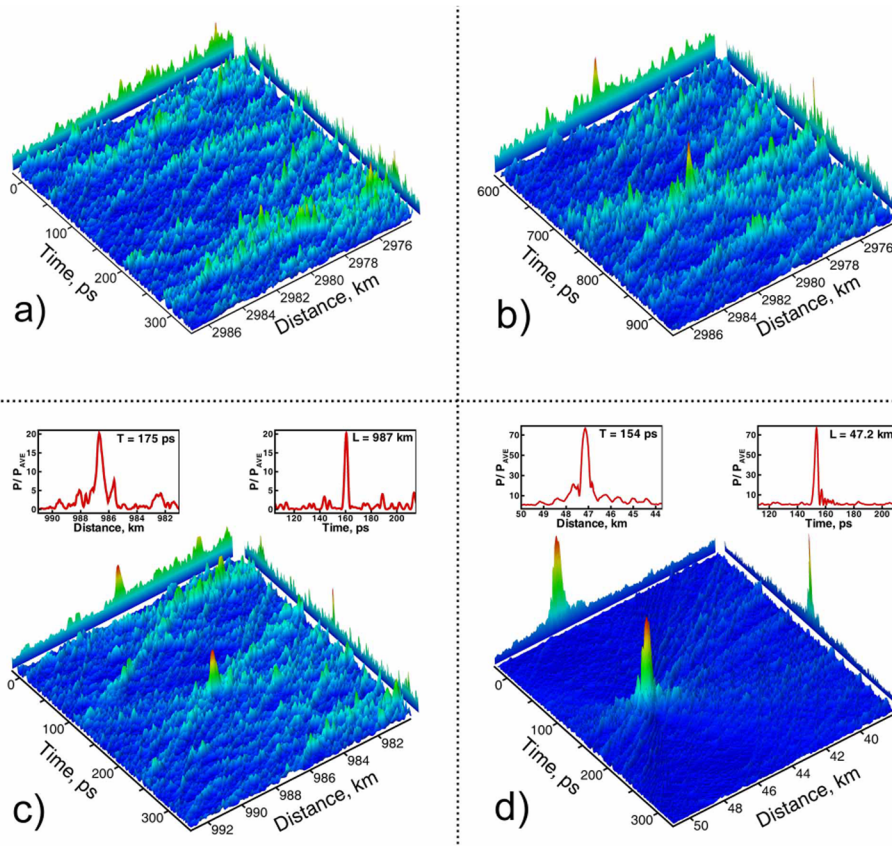 0
100
200
300
Time, ps
2986
2984
2982
2980
2978
2976
Distance, km
a)
600
700
800
900
Time, ps
2986
2984
2982
2980
2978
2976
Distance, km
b)
20
15
10
5
0
P/ P_AVE
T = 175 ps
990 988 986 984 982
Distance, km
20
15
10
5
0
P/ P_AVE
L = 987 km
120 140 160 180 200
Time, ps
0
100
200
300
Time, ps
992
990
988
986
984
982
Distance, km
c)
70
50
30
10
P/ P_AVE
T = 154 ps
50 49 48 47 46 45 44
Distance, km
70
50
30
10
P/ P_AVE
L = 47.2 km
120 140 160 180 200
Time, ps
0
100
200
300
Time, ps
50
48
46
44
42
40
Distance, km
d)